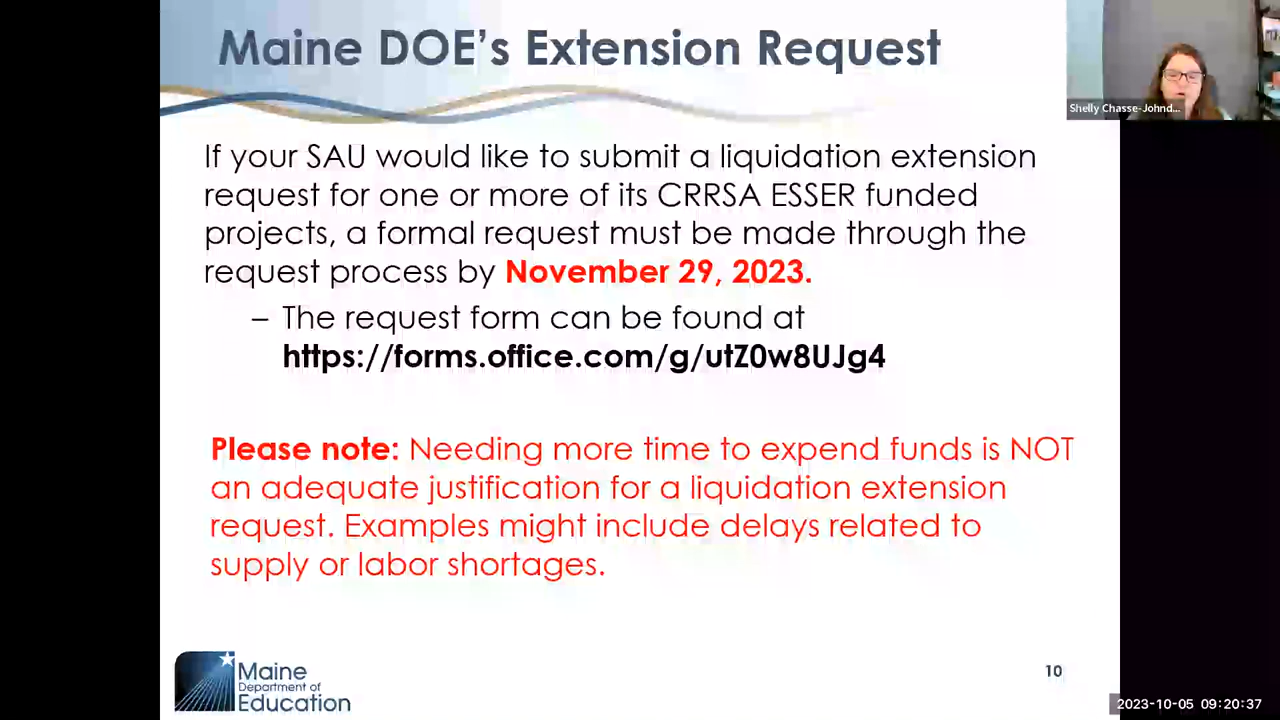 Maine DOE's Extension Request
Shelly Chasse-Johnd...
If your SAU would like to submit a liquidation extension
request for one or more of its CRRSA ESSER funded
projects, a formal request must be made through the
request process by November 29, 2023.
– The request form can be found at
https://forms.office.com/g/utZ0w8UJg4
Please note: Needing more time to expend funds is NOT
an adequate justification for a liquidation extension
request. Examples might include delays related to
supply or labor shortages.
Maine
Department of
Education
10
2023-10-05 09:20:37